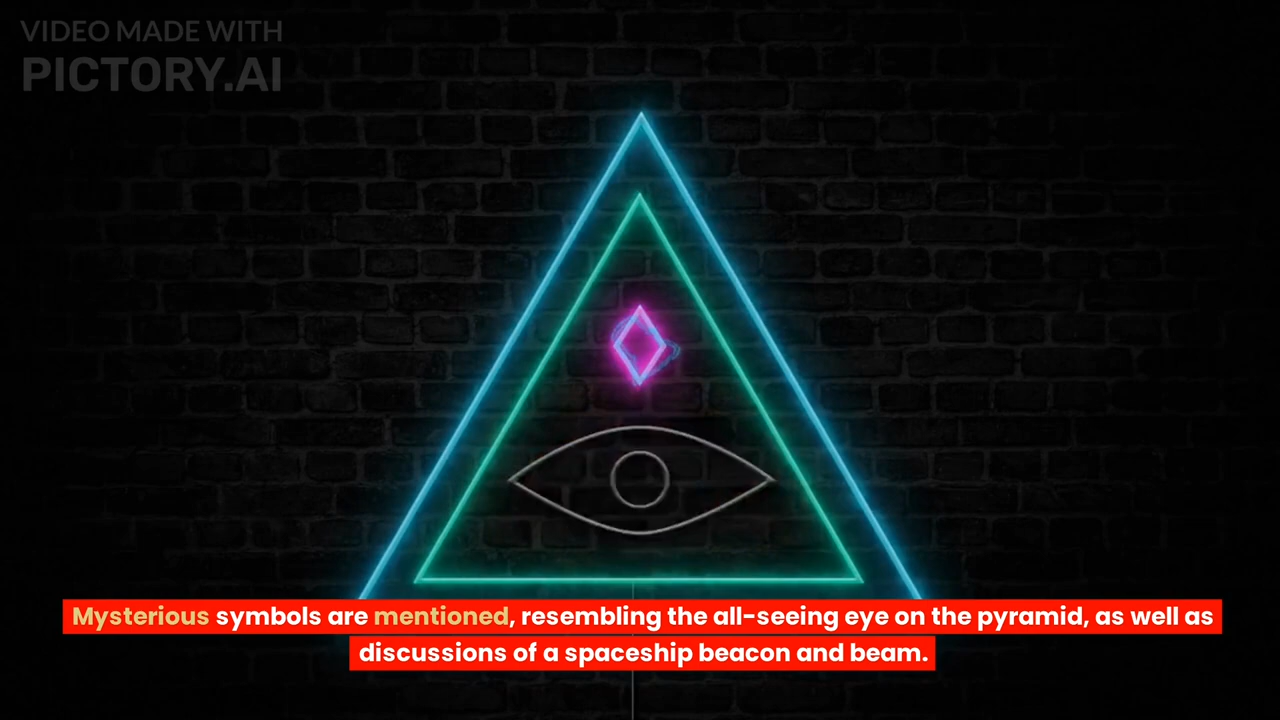 VIDEO MADE WITH
PICTORY.AI
Mysterious symbols are mentioned, resembling the all-seeing eye on the pyramid, as well as
discussions of a spaceship beacon and beam.